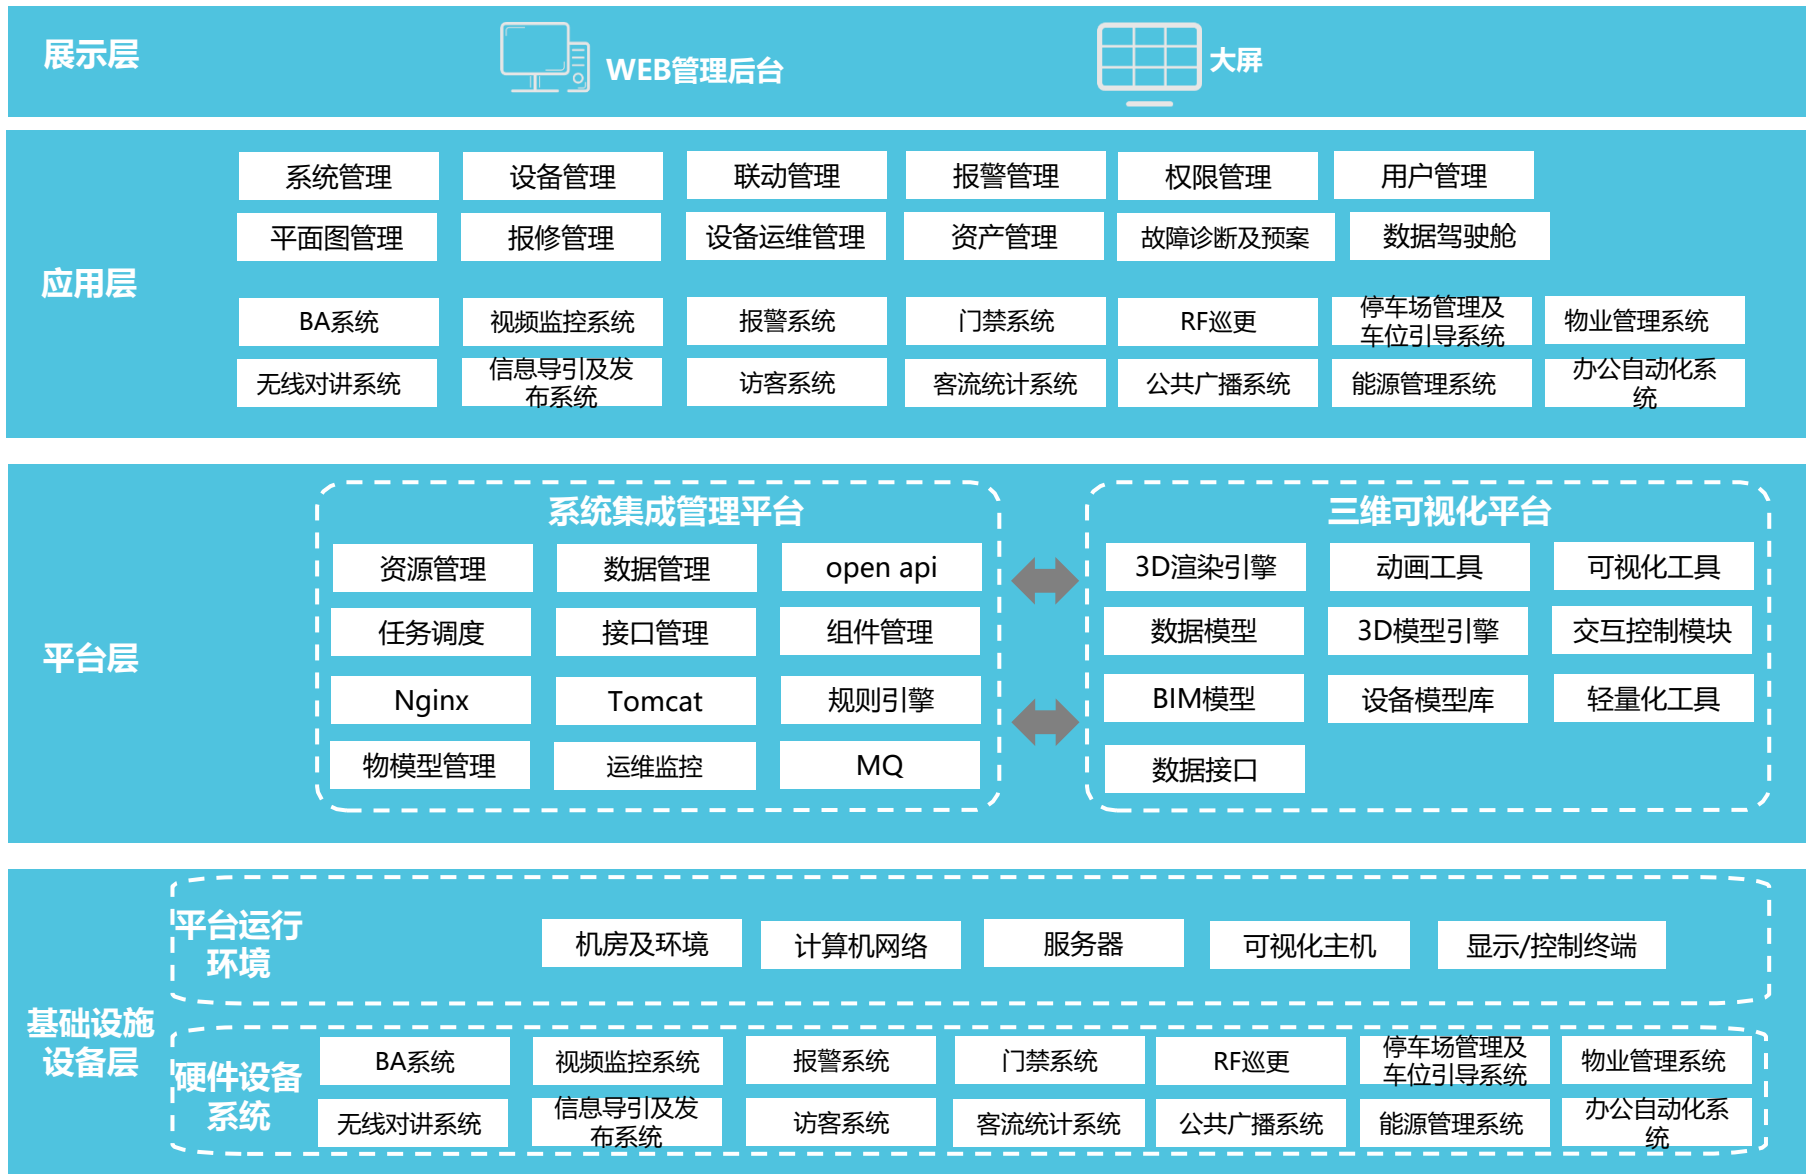 展示层
WEB管理后台
大屏
应用层
系统管理
设备管理
联动管理
报警管理
权限管理
用户管理
平面图管理
报修管理
设备运维管理
资产管理
故障诊断及预案
数据驾驶舱
BA系统
视频监控系统
报警系统
门禁系统
RF巡更
停车场管理及
车位引导系统
物业管理系统
无线对讲系统
信息导引及发
布系统
访客系统
客流统计系统
公共广播系统
能源管理系统
办公自动化系
统
平台层
系统集成管理平台
资源管理
数据管理
open api
任务调度
接口管理
组件管理
Nginx
Tomcat
规则引擎
物模型管理
运维监控
MQ
三维可视化平台
3D渲染引擎
动画工具
可视化工具
数据模型
3D模型引擎
交互控制模块
BIM模型
设备模型库
轻量化工具
数据接口
基础设施
设备层
平台运行
环境
机房及环境
计算机网络
服务器
可视化主机
显示/控制终端
硬件设备
系统
BA系统
视频监控系统
报警系统
门禁系统
RF巡更
停车场管理及
车位引导系统
物业管理系统
无线对讲系统
信息导引及发
布系统
访客系统
客流统计系统
公共广播系统
能源管理系统
办公自动化系
统